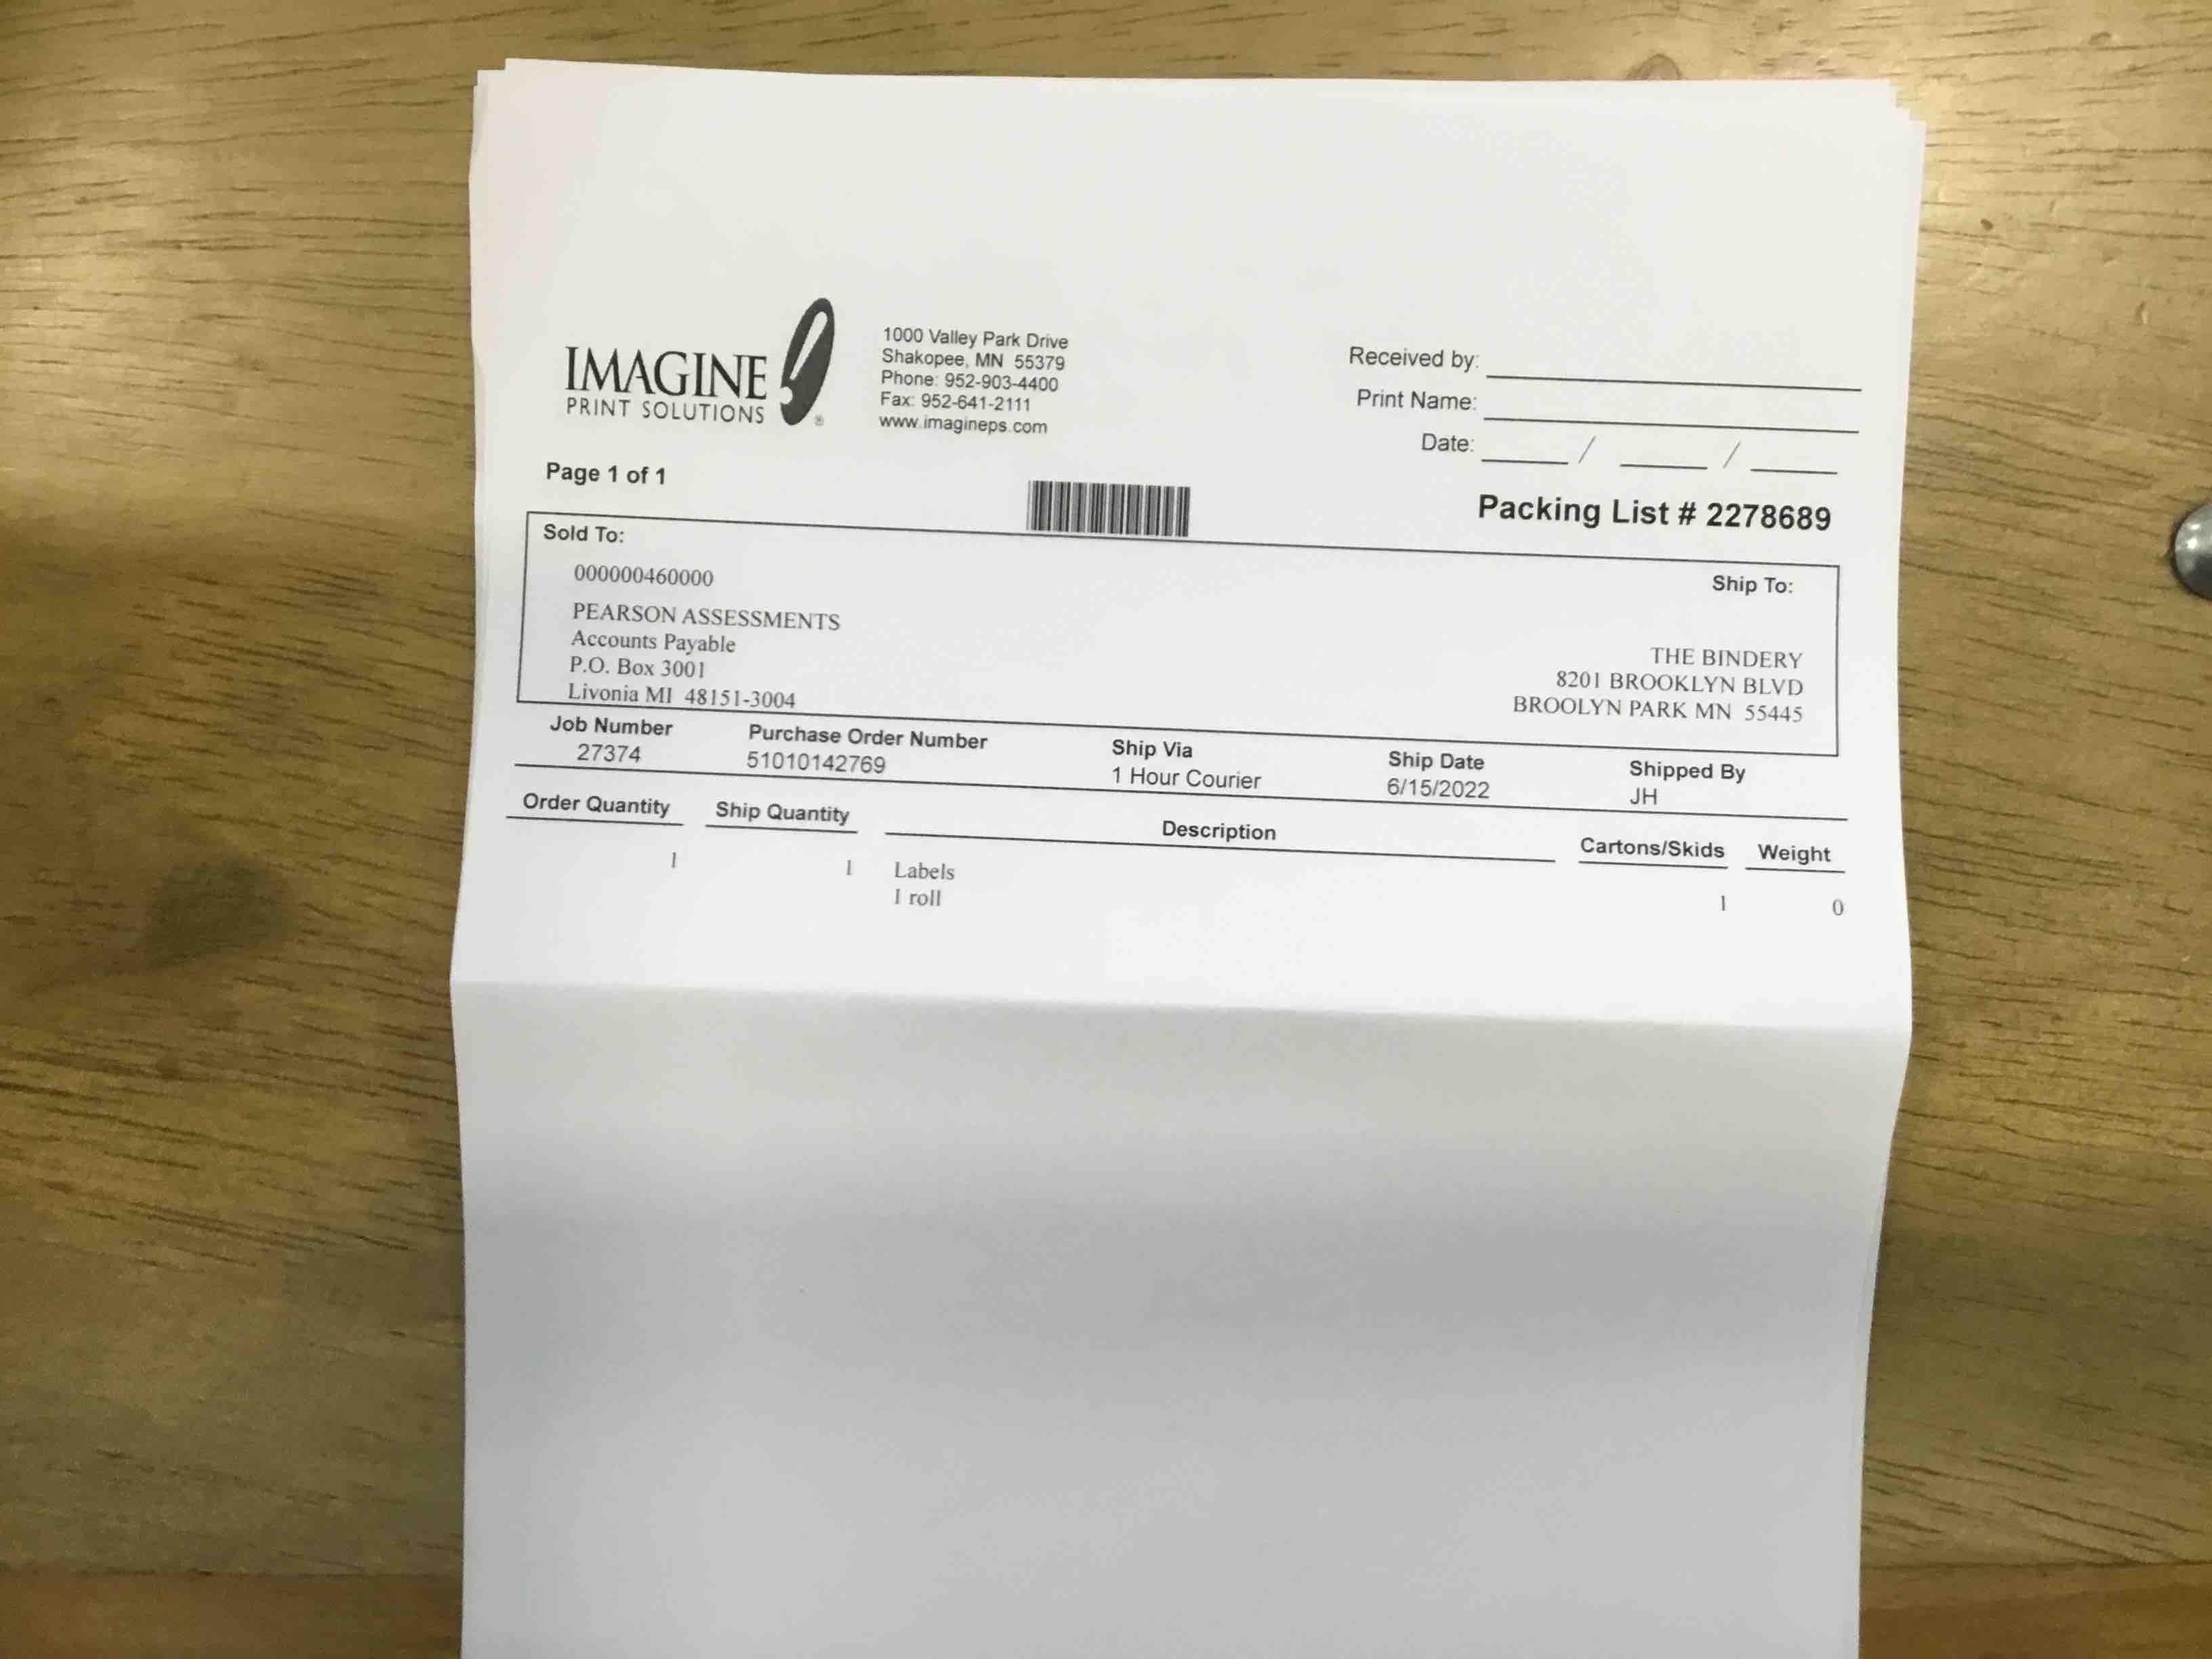 IMAGINE
PRINT SOLUTIONS
®
1000 Valley Park Drive
Shakopee, MN 55379
Phone: 952-903-4400
Fax: 952-641-2111
www.imagineps.com
Received by:
Print Name:
Date: / /
Page 1 of 1
Packing List # 2278689
Sold To:
000000460000
PEARSON ASSESSMENTS
Accounts Payable
P.O. Box 3001
Livonia MI 48151-3004
Ship To:
THE BINDERY
8201 BROOKLYN BLVD
BROOLYN PARK MN 55445
Job Number Purchase Order Number Ship Via Ship Date Shipped By
27374 51010142769 1 Hour Courier 6/15/2022 JH
Order Quantity Ship Quantity Description Cartons/Skids Weight
1 1 Labels 1 0
1 roll